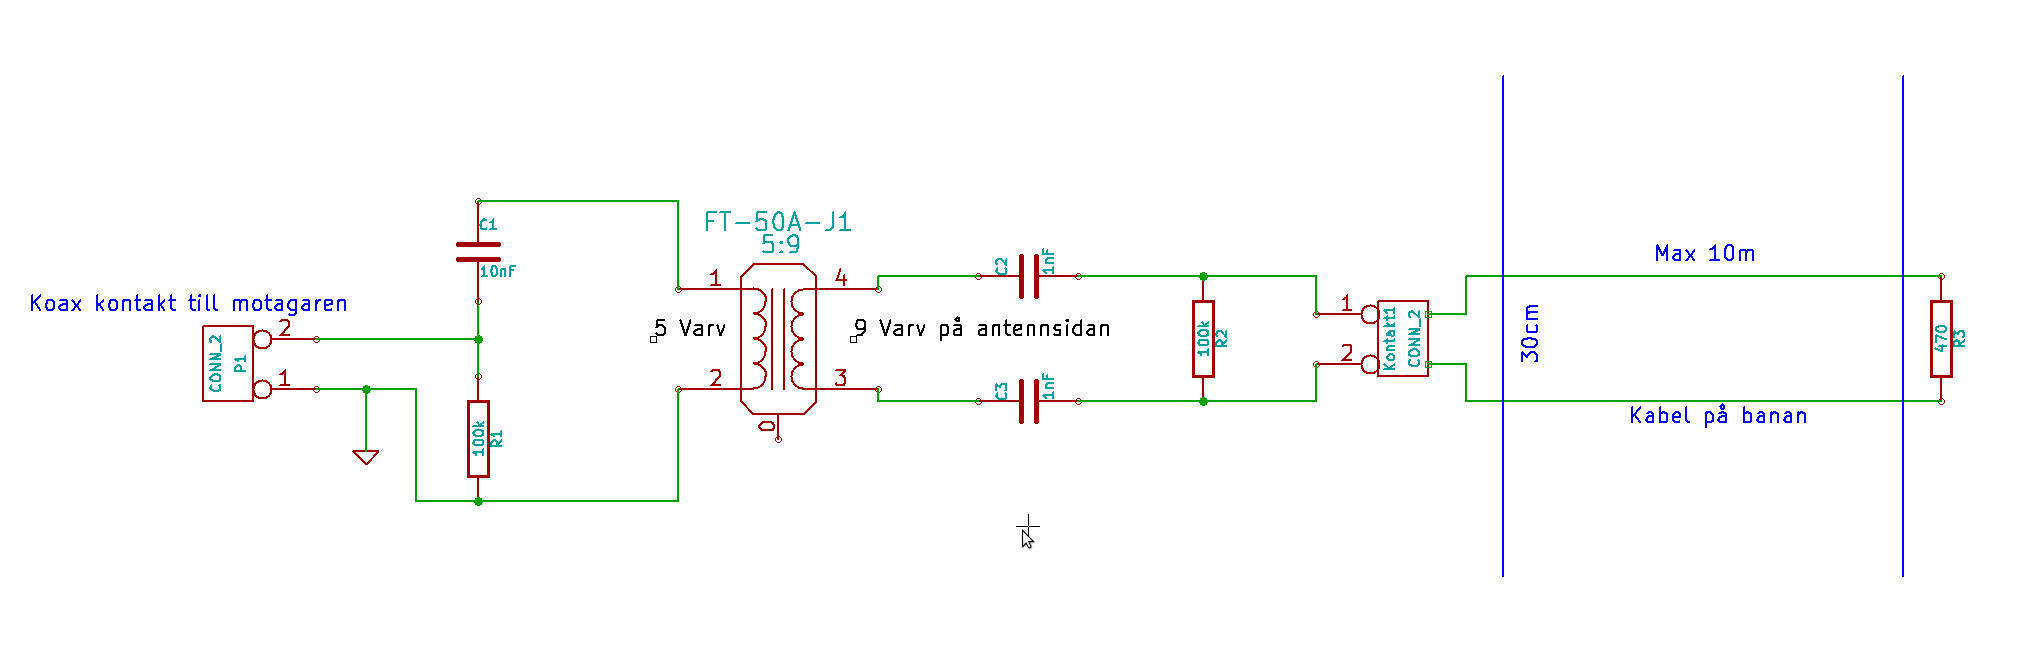 Koax kontakt till motagaren
CONN_2
P1
2
1
C1
10nF
100k
R1
FT-50A-J1
5:9
1
2
4
3
0
5 Varv
9 Varv på antennsidan
C2
1nF
C3
1nF
100k
R2
1
2
Kontakt1
CONN_2
30cm
Max 10m
Kabel på banan
470
R3